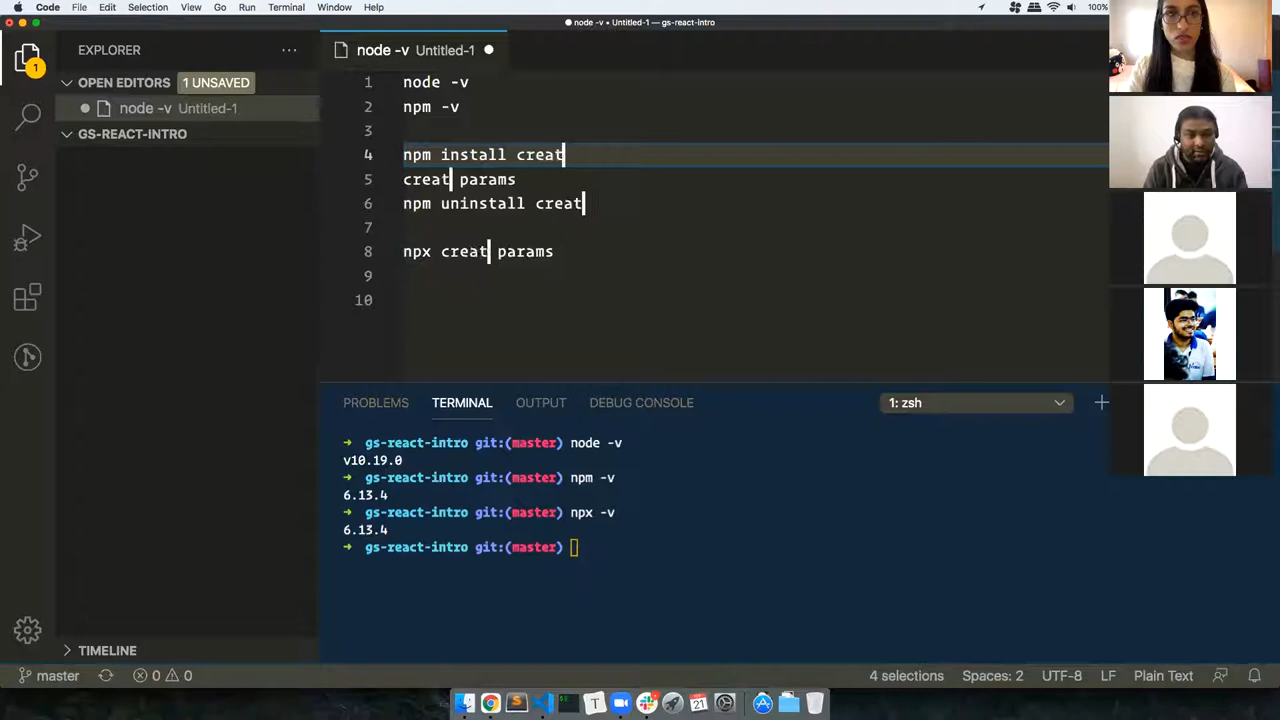 Code File Edit Selection View Go Run Terminal Window Help 100%
node -v • Untitled-1 — gs-react-intro
EXPLORER
node -v Untitled-1
OPEN EDITORS 1 UNSAVED
node -v Untitled-1
GS-REACT-INTRO
1
1 node -v
2 npm -v
3
4 npm install creat
5 creat params
6 npm uninstall creat
7
8 npx creat params
9
10
PROBLEMS TERMINAL OUTPUT DEBUG CONSOLE 1: zsh
→ gs-react-intro git:(master) node -v
v10.19.0
→ gs-react-intro git:(master) npm -v
6.13.4
→ gs-react-intro git:(master) npx -v
6.13.4
→ gs-react-intro git:(master)
TIMELINE
master 0 0 4 selections Spaces: 2 UTF-8 LF Plain Text
21